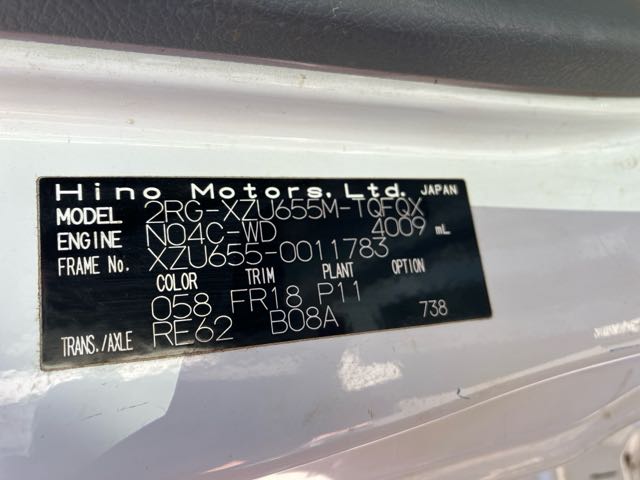 Hino Motors, Ltd. JAPAN
MODEL 2RG-XZU655M-TQFQX
ENGINE N04C-WD 4009 mL
FRAME No. XZU655-0011783
COLOR TRIM PLANT OPTION
058 FR18 P11
TRANS./AXLE RE62 B08A 738